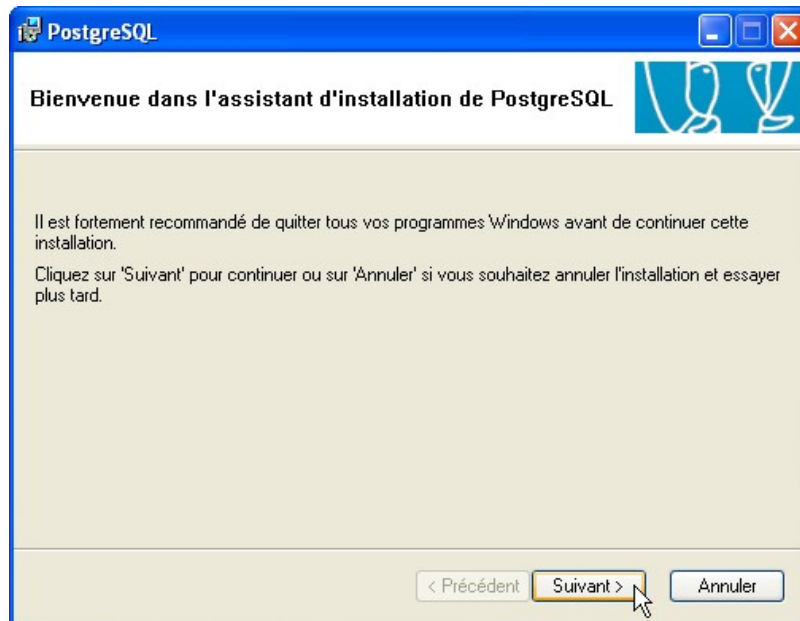 PostgreSQL
Bienvenue dans l'assistant d'installation de PostgreSQL
Il est fortement recommandé de quitter tous vos programmes Windows avant de continuer cette
installation.
Cliquez sur 'Suivant' pour continuer ou sur 'Annuler' si vous souhaitez annuler l'installation et essayer
plus tard.
< Précédent Suivant > Annuler